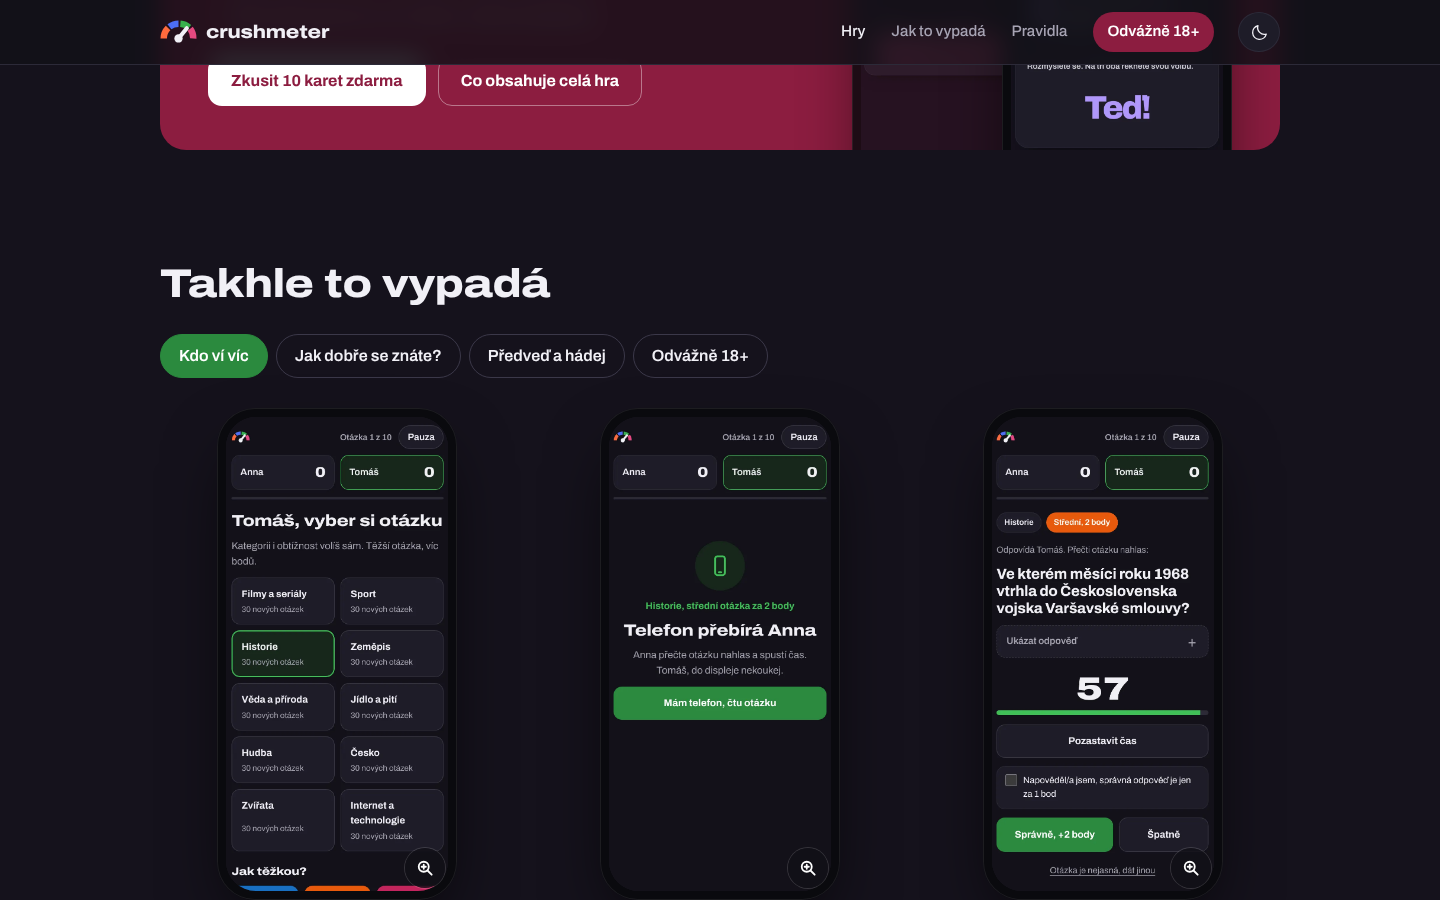 crushmeter
Hry
Jak to vypadá
Pravidla
Odvážně 18+
Zkusit 10 karet zdarma
Co obsahuje celá hra
Rozmyslete se. Na tři oba řekněte svou volbu.
Teď!
Takhle to vypadá
Kdo ví víc
Jak dobře se znáte?
Předveď a hádej
Odvážně 18+
Otázka 1 z 10
Pauza
Anna 0
Tomáš 0
Tomáš, vyber si otázku
Kategorii i obtížnost volíš sám. Těžší otázka, víc
bodů.
Filmy a seriály
30 nových otázek
Sport
30 nových otázek
Historie
30 nových otázek
Zeměpis
30 nových otázek
Věda a příroda
30 nových otázek
Jídlo a pití
30 nových otázek
Hudba
30 nových otázek
Česko
30 nových otázek
Zvířata
30 nových otázek
Internet a
technologie
30 nových otázek
Jak těžkou?
Otázka 1 z 10
Pauza
Anna 0
Tomáš 0
Historie, střední otázka za 2 body
Telefon přebírá Anna
Anna přečte otázku nahlas a spustí čas.
Tomáš, do displeje nekoukej.
Mám telefon, čtu otázku
Otázka 1 z 10
Pauza
Anna 0
Tomáš 0
Historie
Střední, 2 body
Odpovídá Tomáš. Přečti otázku nahlas:
Ve kterém měsíci roku 1968
vtrhla do Československa
vojska Varšavské smlouvy?
Ukázat odpověď +
57
Pozastavit čas
Napověděl/a jsem, správná odpověď je jen
za 1 bod
Správně, +2 body
Špatně
Otázka je nejasná, dát jinou